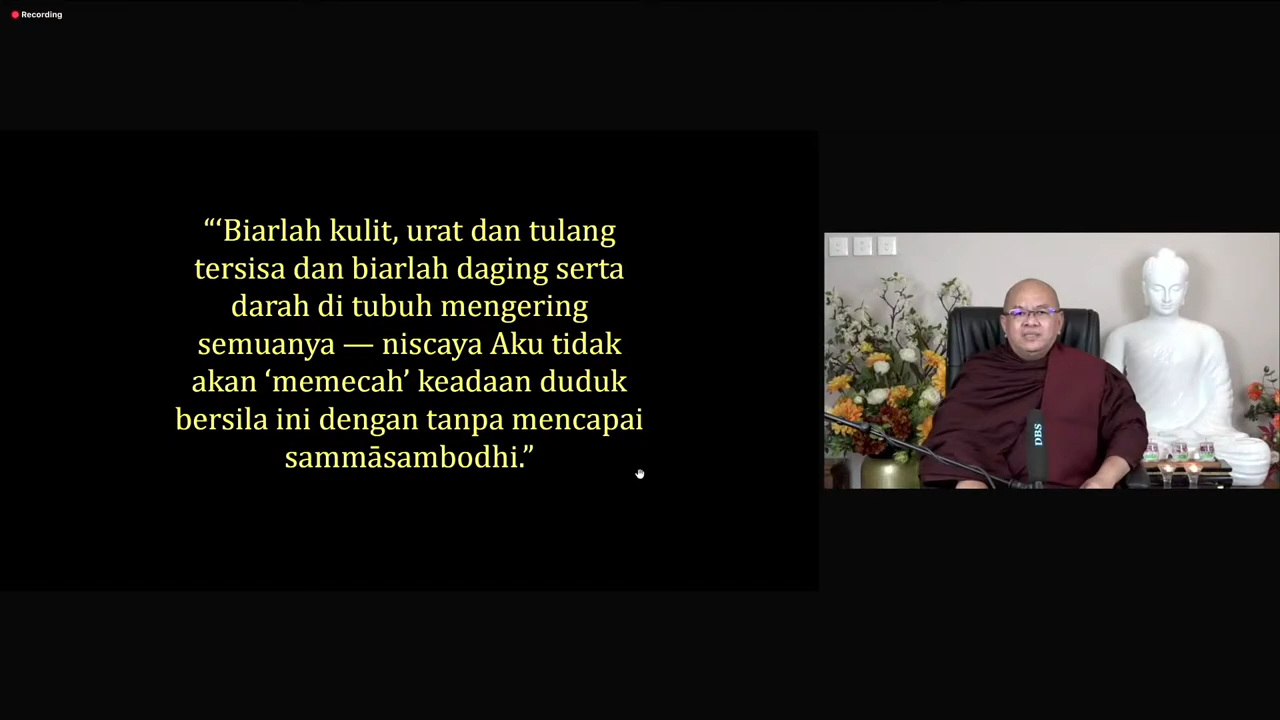 Recording
“‘Biarlah kulit, urat dan tulang
tersisa dan biarlah daging serta
darah di tubuh mengering
semuanya — niscaya Aku tidak
akan ‘memecah’ keadaan duduk
bersila ini dengan tanpa mencapai
sammāsambodhi.”
DBS